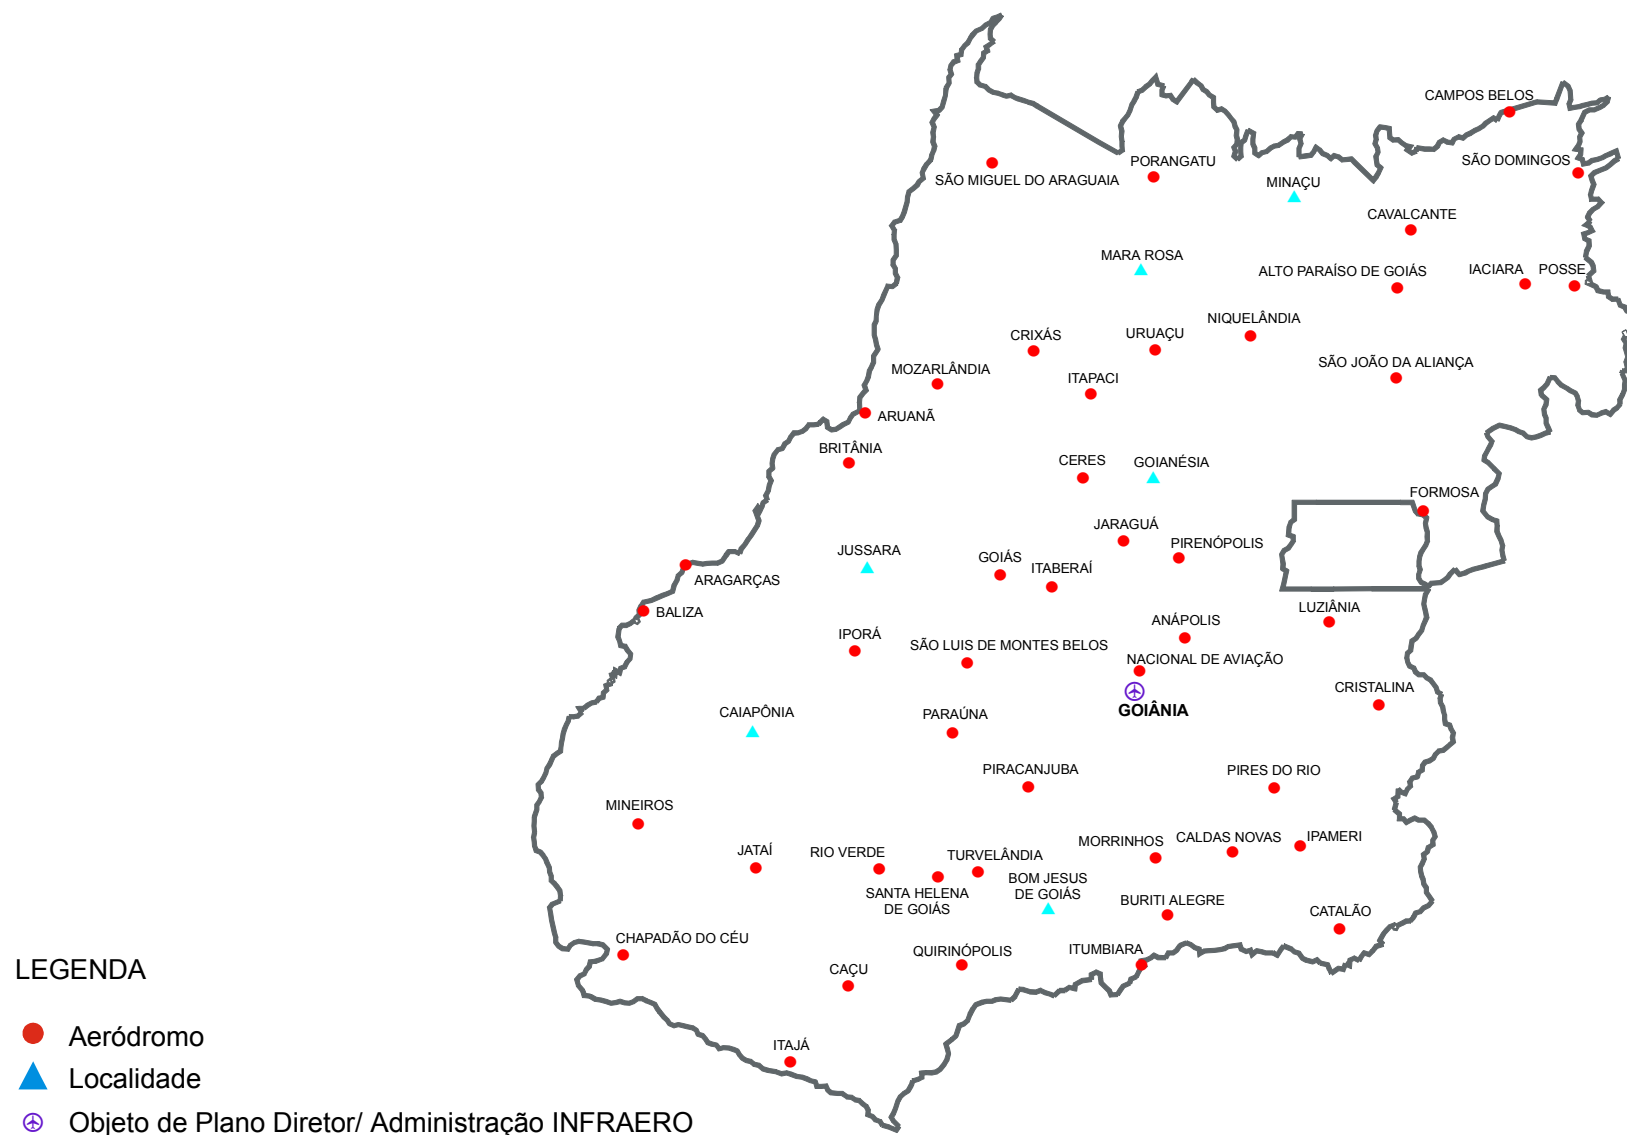 CAMPOS BELOS
SÃO DOMINGOS
PORANGATU
SÃO MIGUEL DO ARAGUAIA
MINAÇU
CAVALCANTE
MARA ROSA
ALTO PARAÍSO DE GOIÁS
IACIARA
POSSE
NIQUELÂNDIA
CRIXÁS
URUAÇU
SÃO JOÃO DA ALIANÇA
MOZARLÂNDIA
ITAPACI
ARUANÃ
BRITÂNIA
CERES
GOIANÉSIA
FORMOSA
JARAGUÁ
PIRENÓPOLIS
JUSSARA
GOIÁS
ITABERAÍ
ARAGARÇAS
BALIZA
LUZIÂNIA
ANÁPOLIS
IPORÁ
SÃO LUIS DE MONTES BELOS
NACIONAL DE AVIAÇÃO
CRISTALINA
GOIÂNIA
CAIAPÔNIA
PARAÚNA
PIRACANJUBA
PIRES DO RIO
MINEIROS
MORRINHOS
CALDAS NOVAS
IPAMERI
JATAÍ
RIO VERDE
TURVELÂNDIA
SANTA HELENA
DE GOIÁS
BOM JESUS
DE GOIÁS
BURITI ALEGRE
CATALÃO
CHAPADÃO DO CÉU
QUIRINÓPOLIS
ITUMBIARA
CAÇU
ITAJÁ
LEGENDA
Aeródromo
Localidade
Objeto de Plano Diretor/ Administração INFRAERO